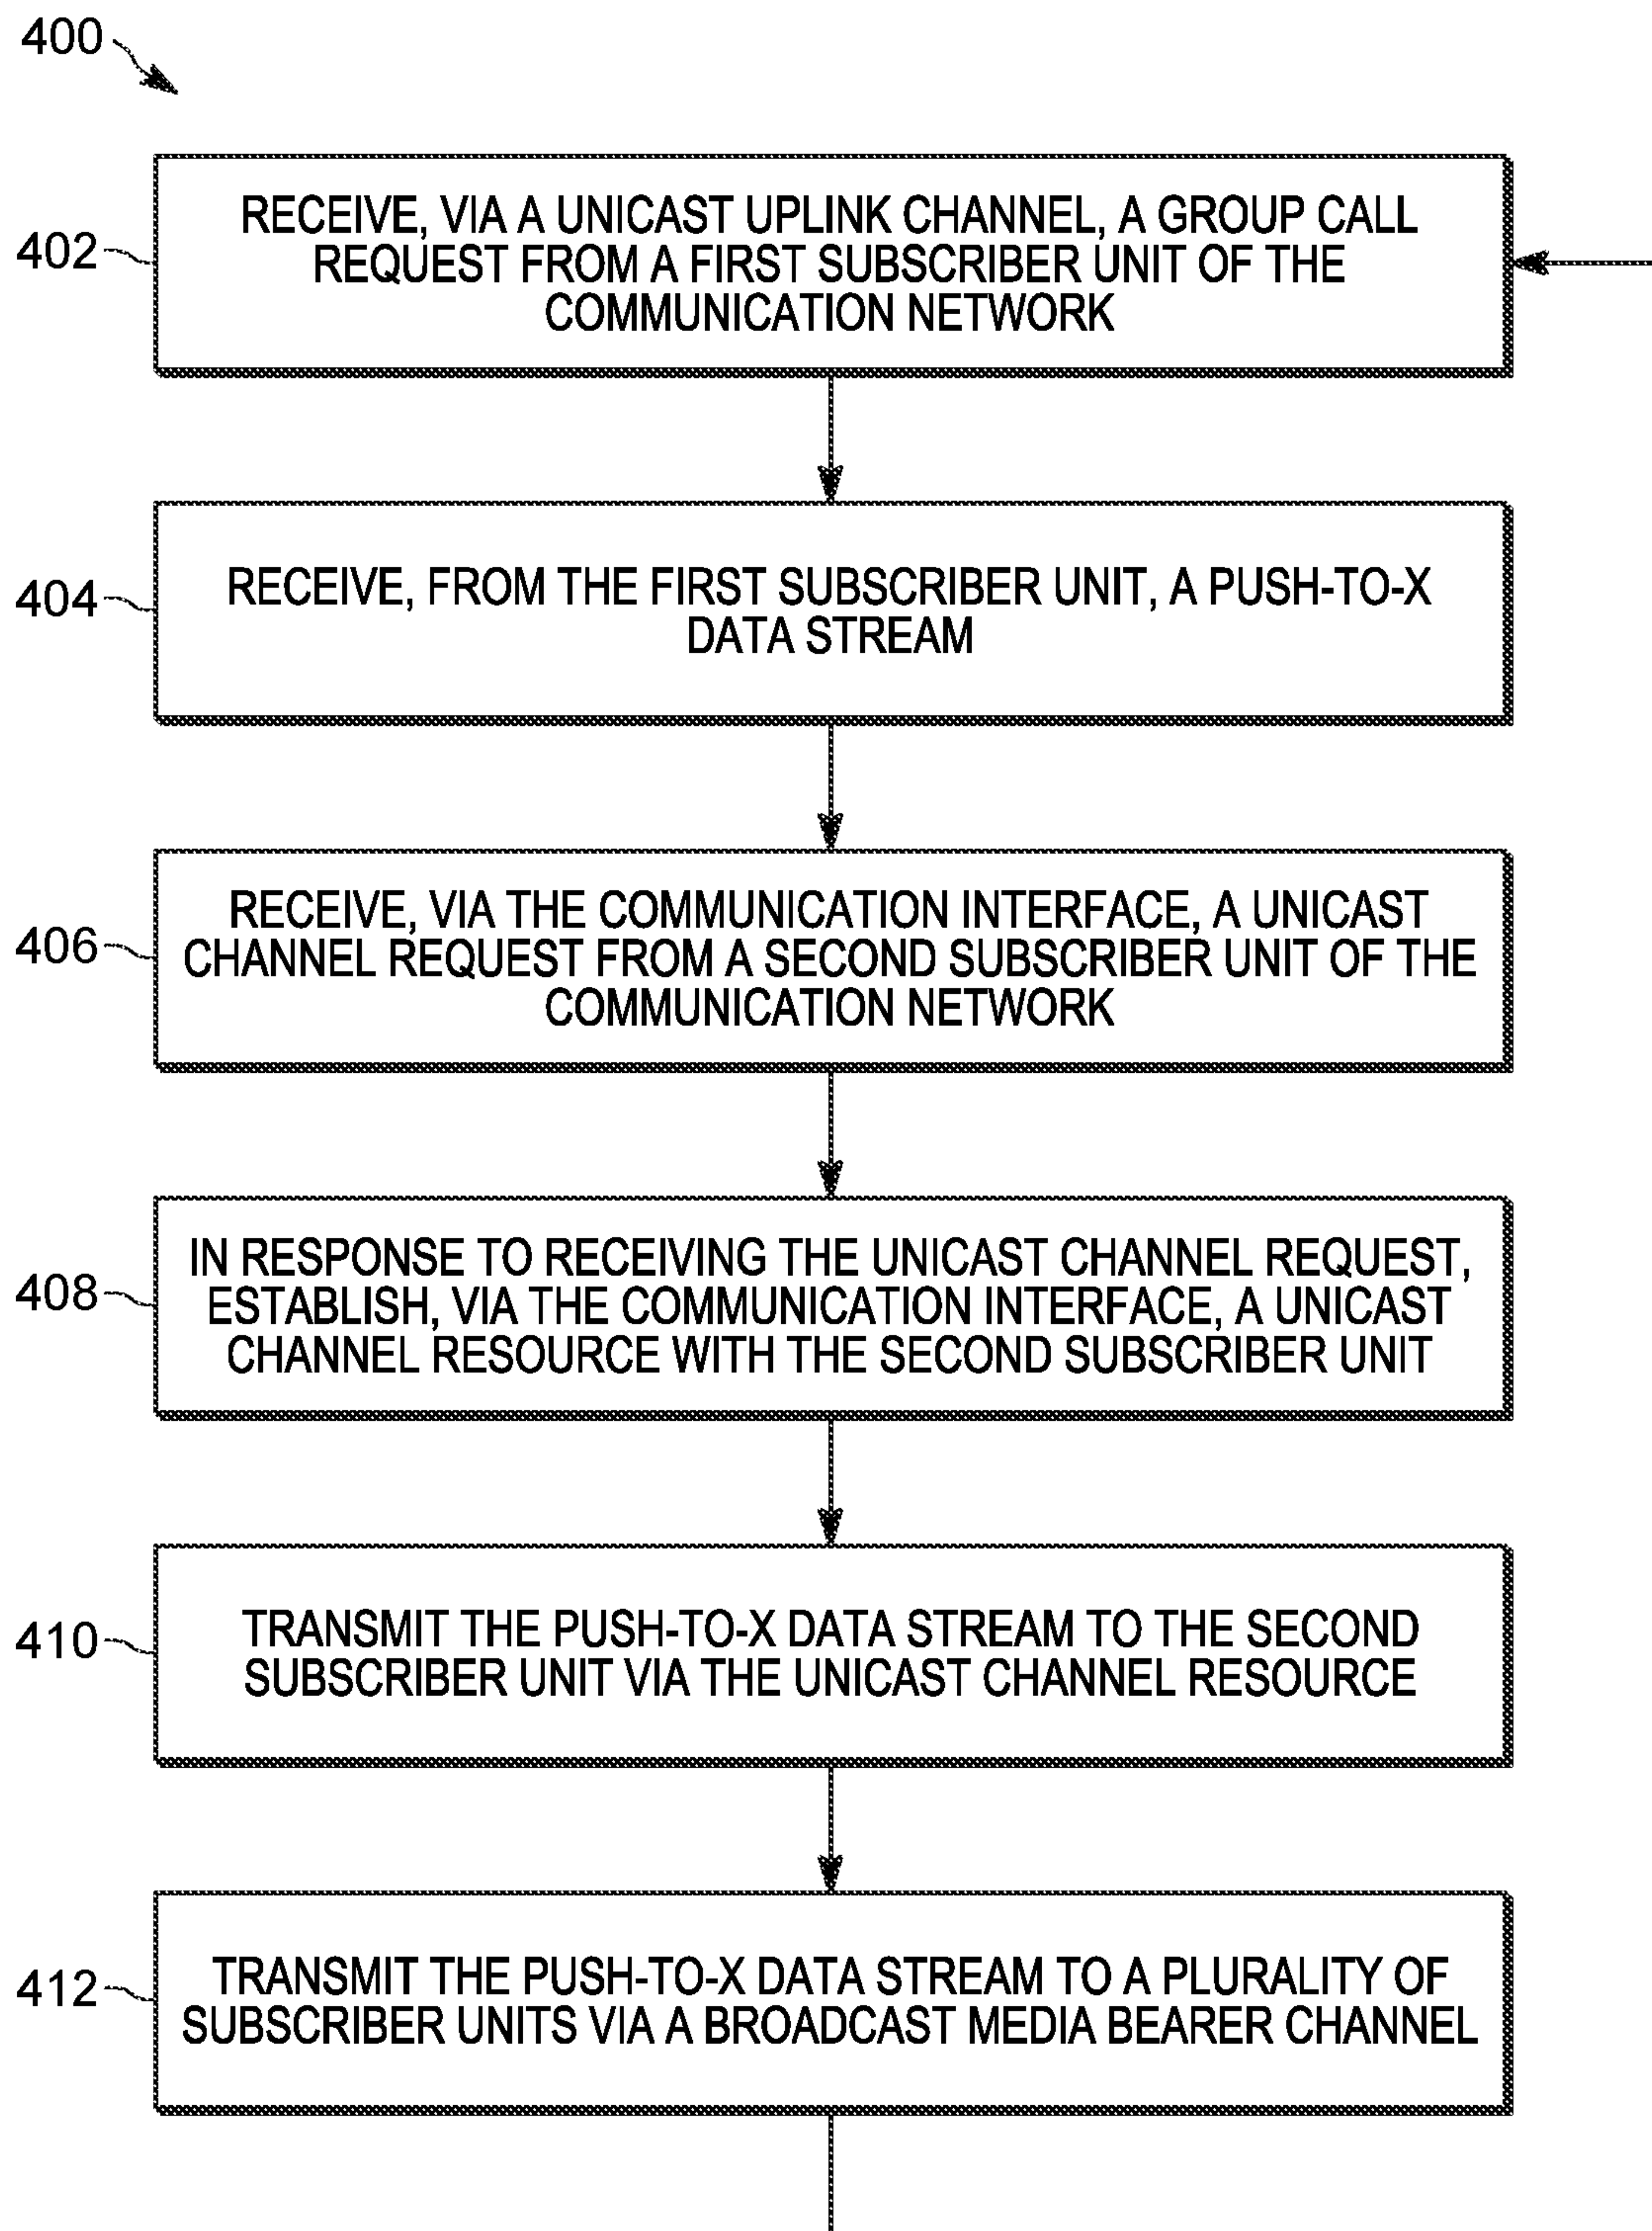 400
402
RECEIVE, VIA A UNICAST UPLINK CHANNEL, A GROUP CALL
REQUEST FROM A FIRST SUBSCRIBER UNIT OF THE
COMMUNICATION NETWORK
404
RECEIVE, FROM THE FIRST SUBSCRIBER UNIT, A PUSH-TO-X
DATA STREAM
406
RECEIVE, VIA THE COMMUNICATION INTERFACE, A UNICAST
CHANNEL REQUEST FROM A SECOND SUBSCRIBER UNIT OF THE
COMMUNICATION NETWORK
408
IN RESPONSE TO RECEIVING THE UNICAST CHANNEL REQUEST,
ESTABLISH, VIA THE COMMUNICATION INTERFACE, A UNICAST
CHANNEL RESOURCE WITH THE SECOND SUBSCRIBER UNIT
410
TRANSMIT THE PUSH-TO-X DATA STREAM TO THE SECOND
SUBSCRIBER UNIT VIA THE UNICAST CHANNEL RESOURCE
412
TRANSMIT THE PUSH-TO-X DATA STREAM TO A PLURALITY OF
SUBSCRIBER UNITS VIA A BROADCAST MEDIA BEARER CHANNEL